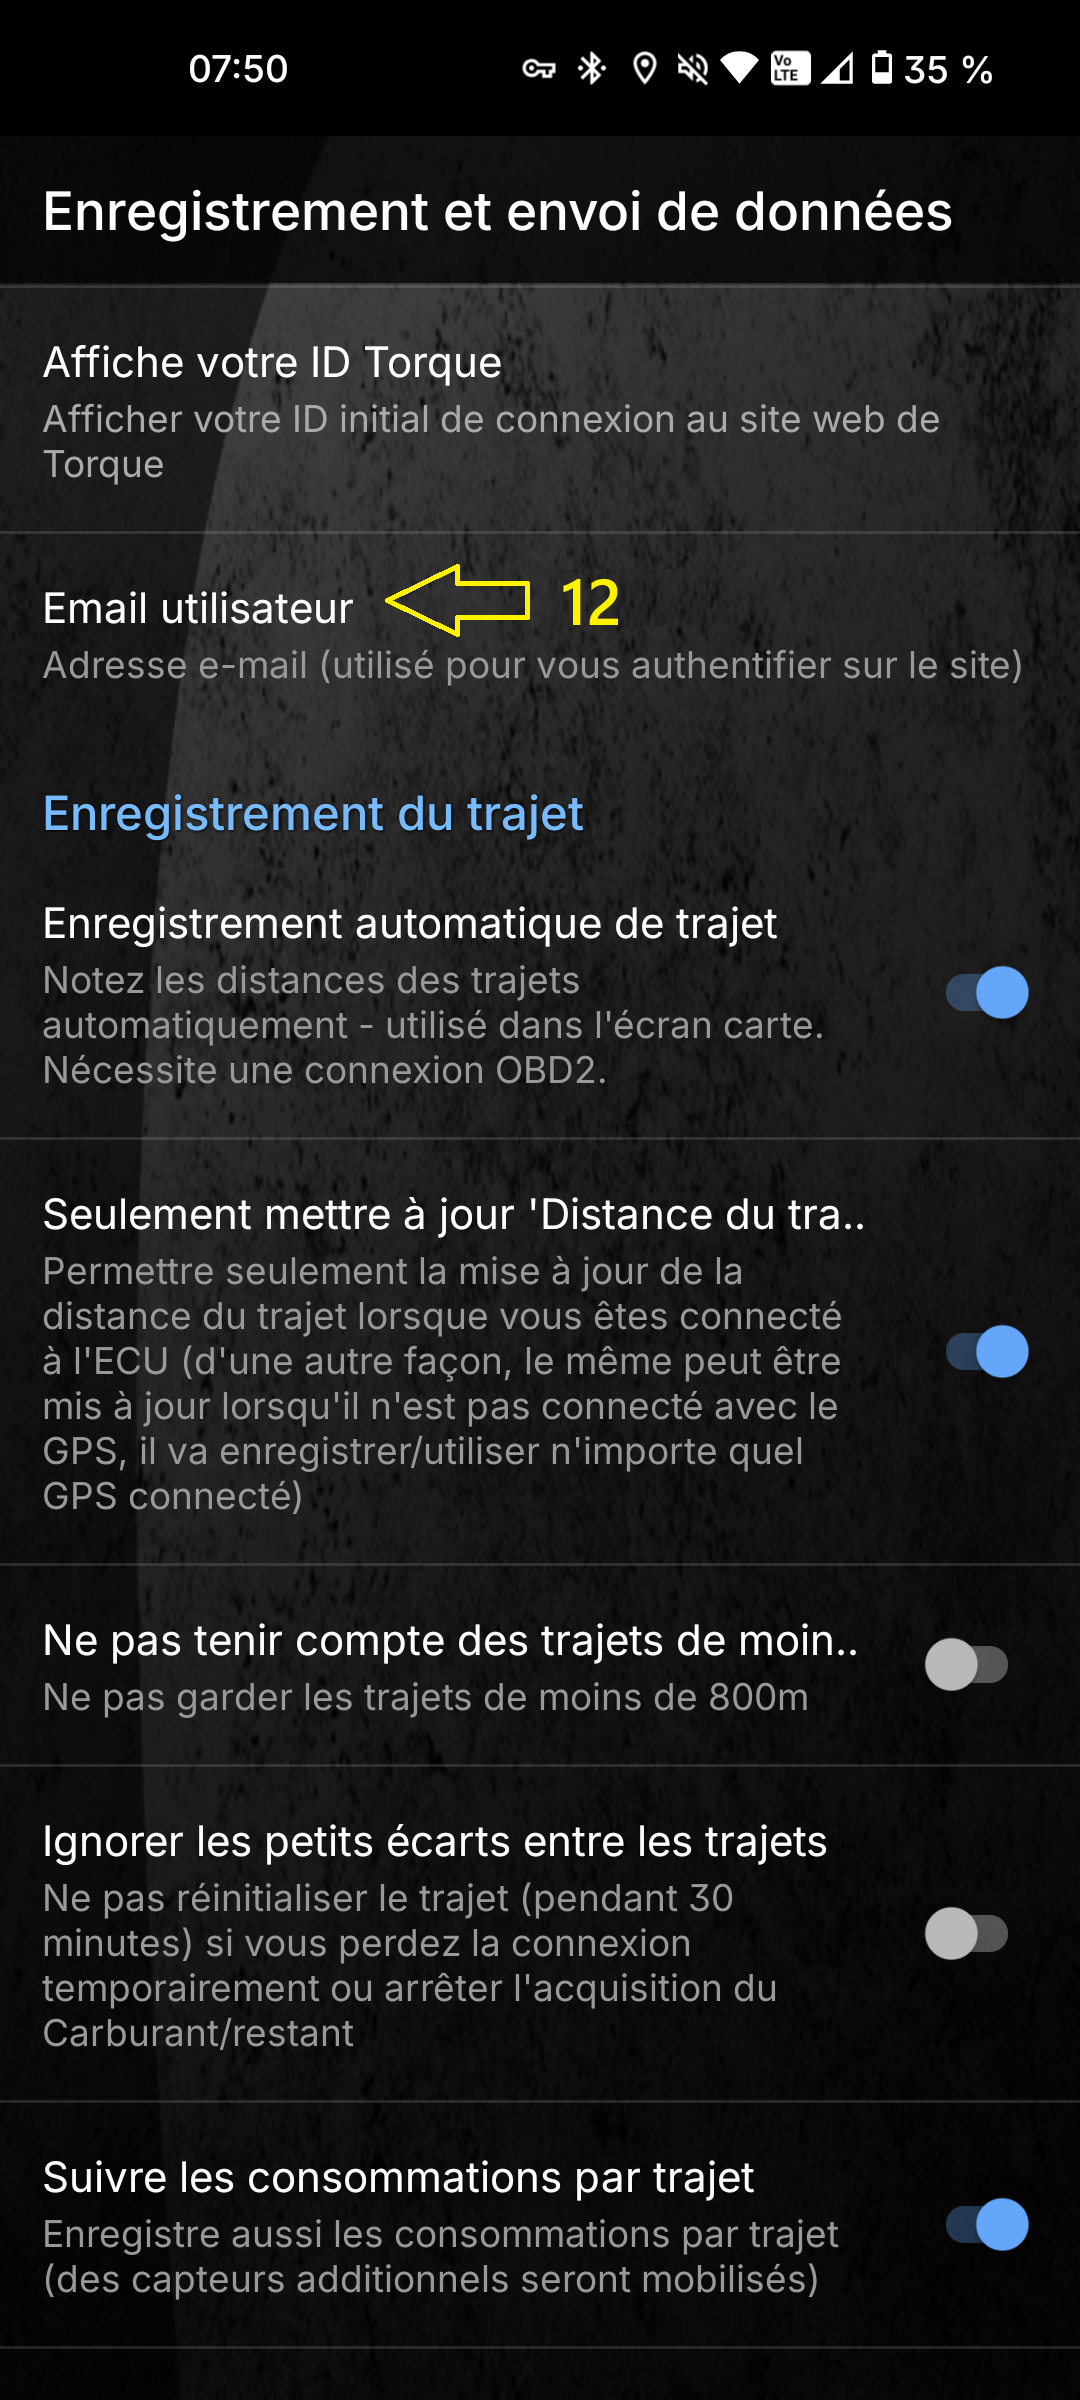 07:50
Vo LTE
35 %
Enregistrement et envoi de données
Affiche votre ID Torque
Afficher votre ID initial de connexion au site web de
Torque
Email utilisateur
12
Adresse e-mail (utilisé pour vous authentifier sur le site)
Enregistrement du trajet
Enregistrement automatique de trajet
Notez les distances des trajets
automatiquement - utilisé dans l'écran carte.
Nécessite une connexion OBD2.
Seulement mettre à jour 'Distance du tra..
Permettre seulement la mise à jour de la
distance du trajet lorsque vous êtes connecté
à l'ECU (d'une autre façon, le même peut être
mis à jour lorsqu'il n'est pas connecté avec le
GPS, il va enregistrer/utiliser n'importe quel
GPS connecté)
Ne pas tenir compte des trajets de moin..
Ne pas garder les trajets de moins de 800m
Ignorer les petits écarts entre les trajets
Ne pas réinitialiser le trajet (pendant 30
minutes) si vous perdez la connexion
temporairement ou arrêter l'acquisition du
Carburant/restant
Suivre les consommations par trajet
Enregistre aussi les consommations par trajet
(des capteurs additionnels seront mobilisés)